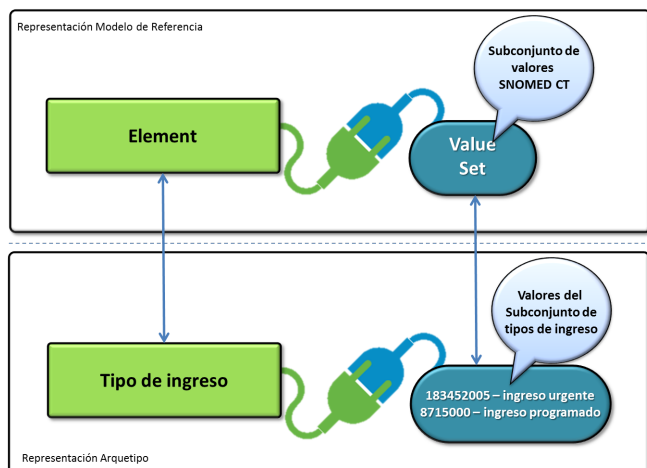 Representación Modelo de Referencia
Subconjunto de
valores
SNOMED CT
Element
Value
Set
Valores del
Subconjunto de
tipos de ingreso
Tipo de ingreso
183452005 – ingreso urgente
8715000 – ingreso programado
Representación Arquetipo